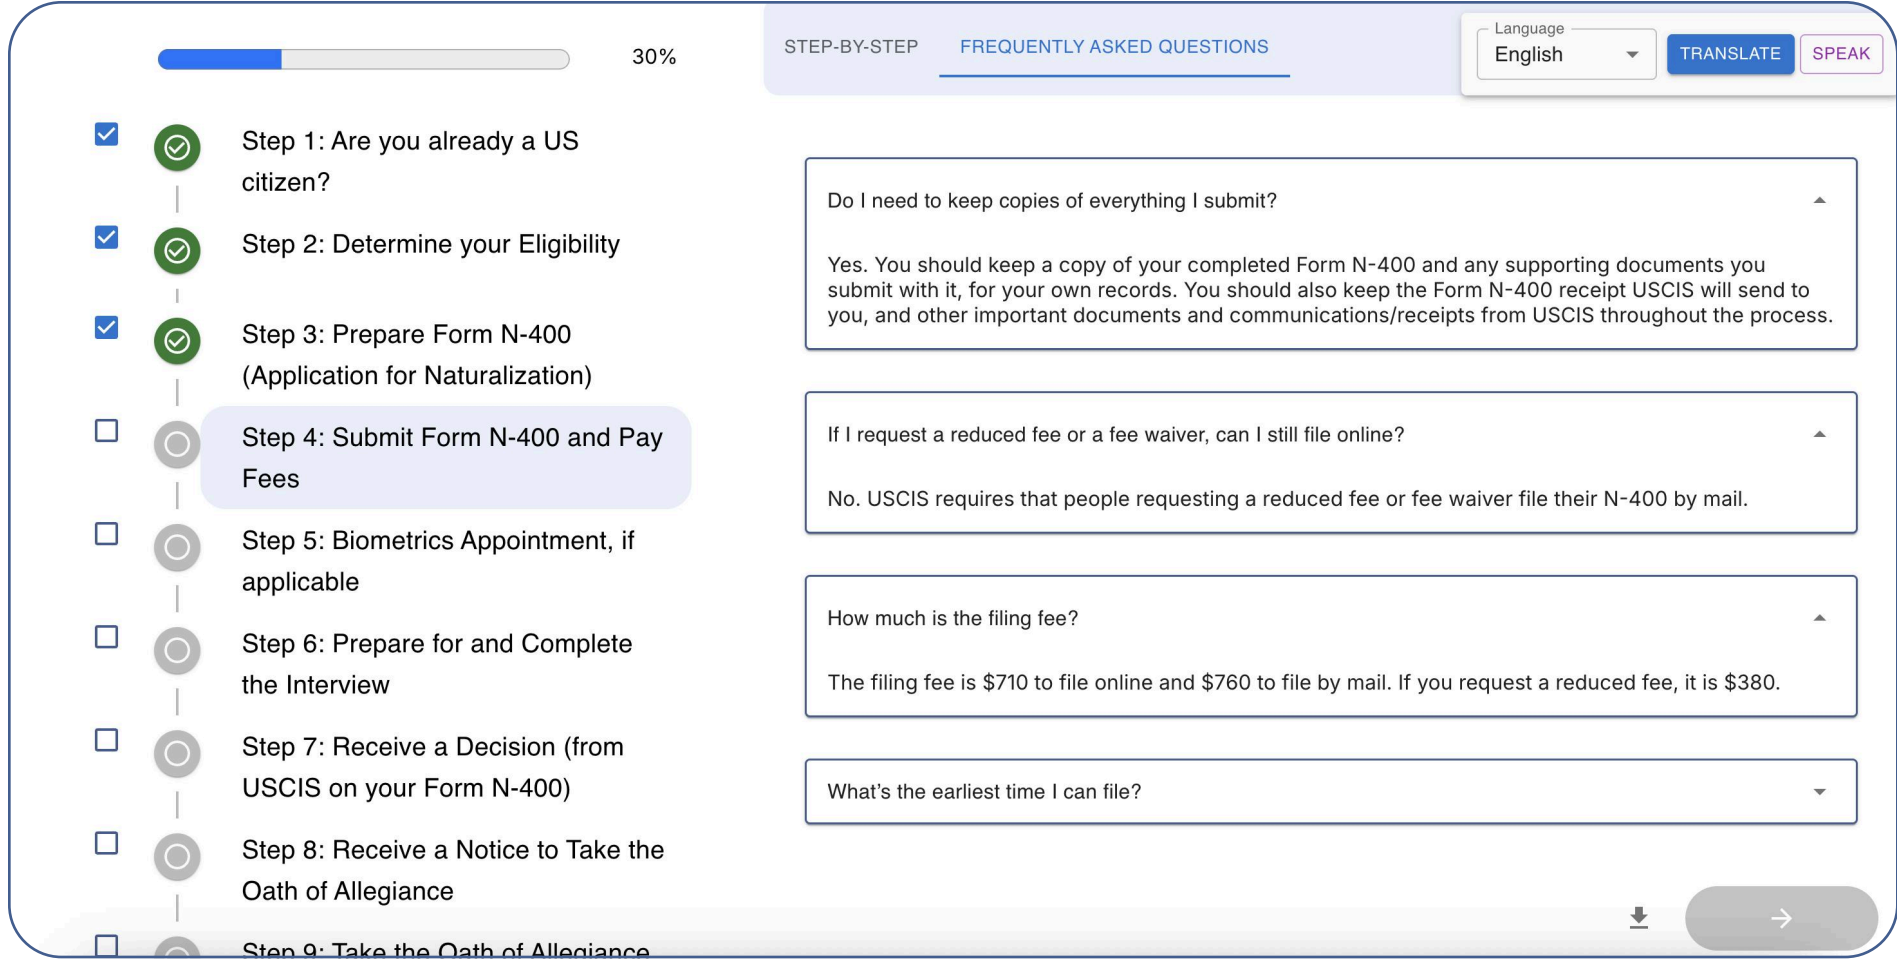 30%
Step 1: Are you already a US
citizen?
Step 2: Determine your Eligibility
Step 3: Prepare Form N-400
(Application for Naturalization)
Step 4: Submit Form N-400 and Pay
Fees
Step 5: Biometrics Appointment, if
applicable
Step 6: Prepare for and Complete
the Interview
Step 7: Receive a Decision (from
USCIS on your Form N-400)
Step 8: Receive a Notice to Take the
Oath of Allegiance
Step 9: Take the Oath of Allegiance
STEP-BY-STEP
FREQUENTLY ASKED QUESTIONS
Language
English
TRANSLATE
SPEAK
Do I need to keep copies of everything I submit?
Yes. You should keep a copy of your completed Form N-400 and any supporting documents you
submit with it, for your own records. You should also keep the Form N-400 receipt USCIS will send to
you, and other important documents and communications/receipts from USCIS throughout the process.
If I request a reduced fee or a fee waiver, can I still file online?
No. USCIS requires that people requesting a reduced fee or fee waiver file their N-400 by mail.
How much is the filing fee?
The filing fee is $710 to file online and $760 to file by mail. If you request a reduced fee, it is $380.
What's the earliest time I can file?